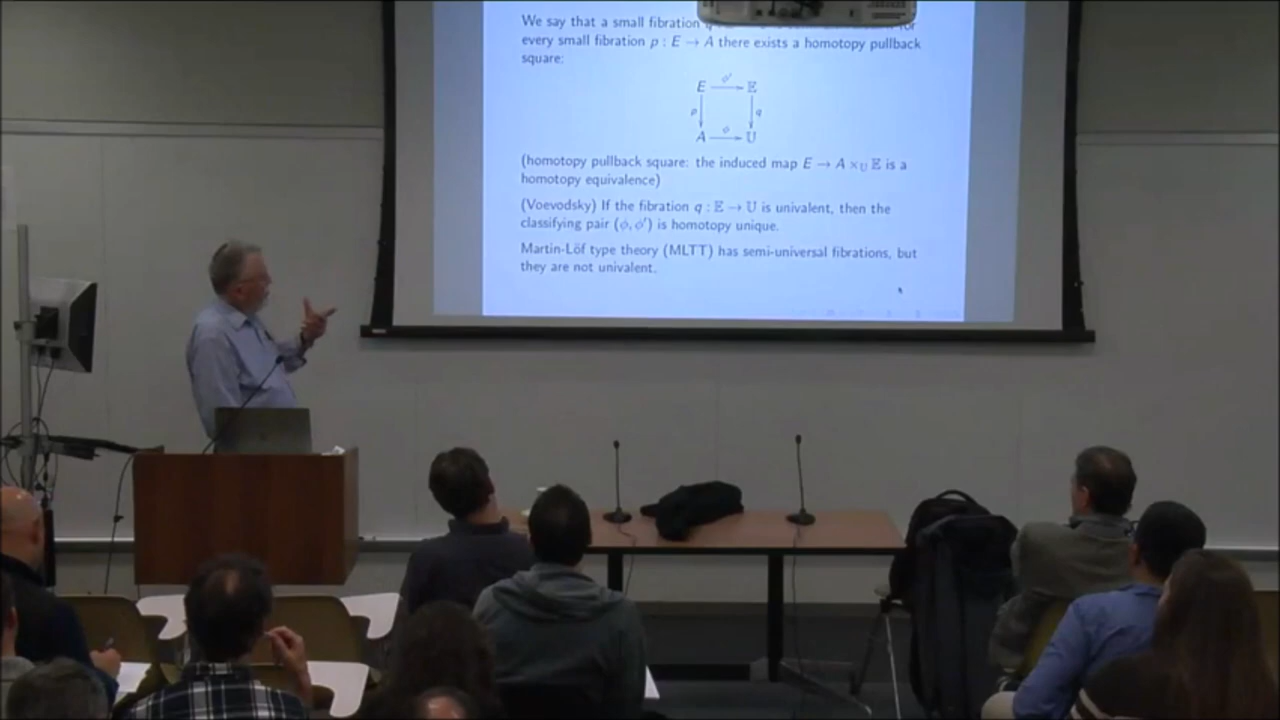 We say that a small fibration
every small fibration p : E → A there exists a homotopy pullback
square:
E ϕ′ 𝔼
p q
A ϕ 𝕌
(homotopy pullback square: the induced map E → A ×𝕌 𝔼 is a
homotopy equivalence)
(Voevodsky) If the fibration q : 𝔼 → 𝕌 is univalent, then the
classifying pair (ϕ, ϕ′) is homotopy unique.
Martin-Löf type theory (MLTT) has semi-universal fibrations, but
they are not univalent.